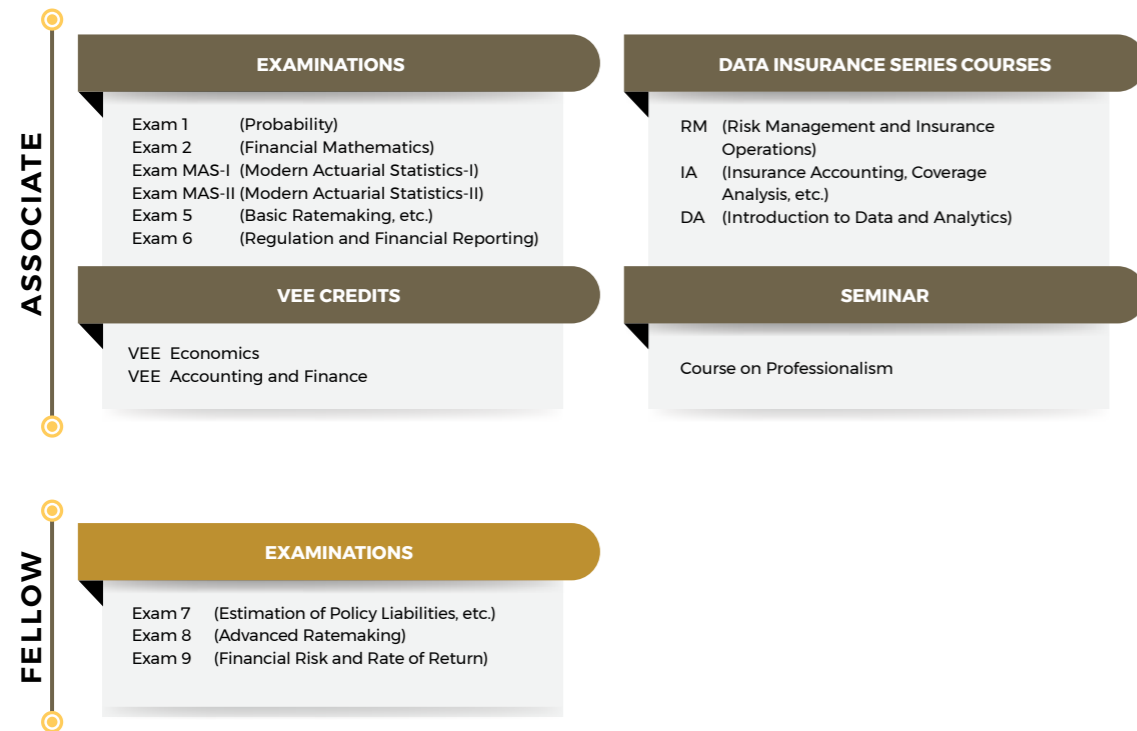 ASSOCIATE
EXAMINATIONS
Exam 1 (Probability)
Exam 2 (Financial Mathematics)
Exam MAS-I (Modern Actuarial Statistics-I)
Exam MAS-II (Modern Actuarial Statistics-II)
Exam 5 (Basic Ratemaking, etc.)
Exam 6 (Regulation and Financial Reporting)
DATA INSURANCE SERIES COURSES
RM (Risk Management and Insurance
Operations)
IA (Insurance Accounting, Coverage
Analysis, etc.)
DA (Introduction to Data and Analytics)
VEE CREDITS
VEE Economics
VEE Accounting and Finance
SEMINAR
Course on Professionalism
FELLOW
EXAMINATIONS
Exam 7 (Estimation of Policy Liabilities, etc.)
Exam 8 (Advanced Ratemaking)
Exam 9 (Financial Risk and Rate of Return)